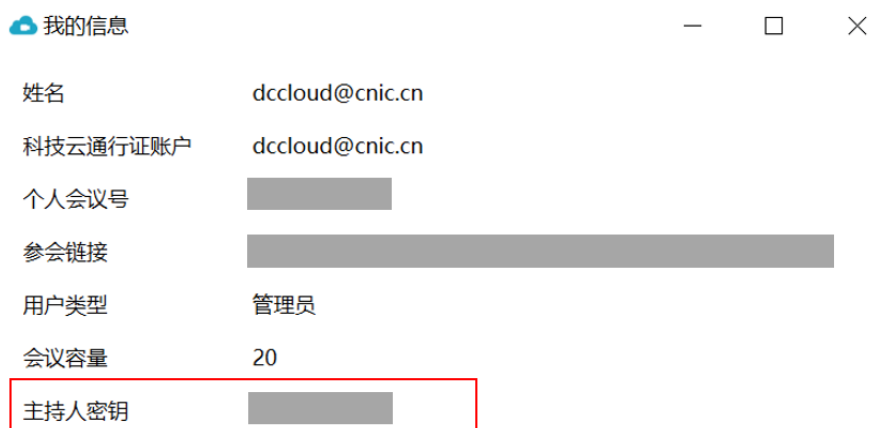 我的信息
姓名 dccloud@cnic.cn
科技云通行证账户 dccloud@cnic.cn
个人会议号
参会链接
用户类型 管理员
会议容量 20
主持人密钥